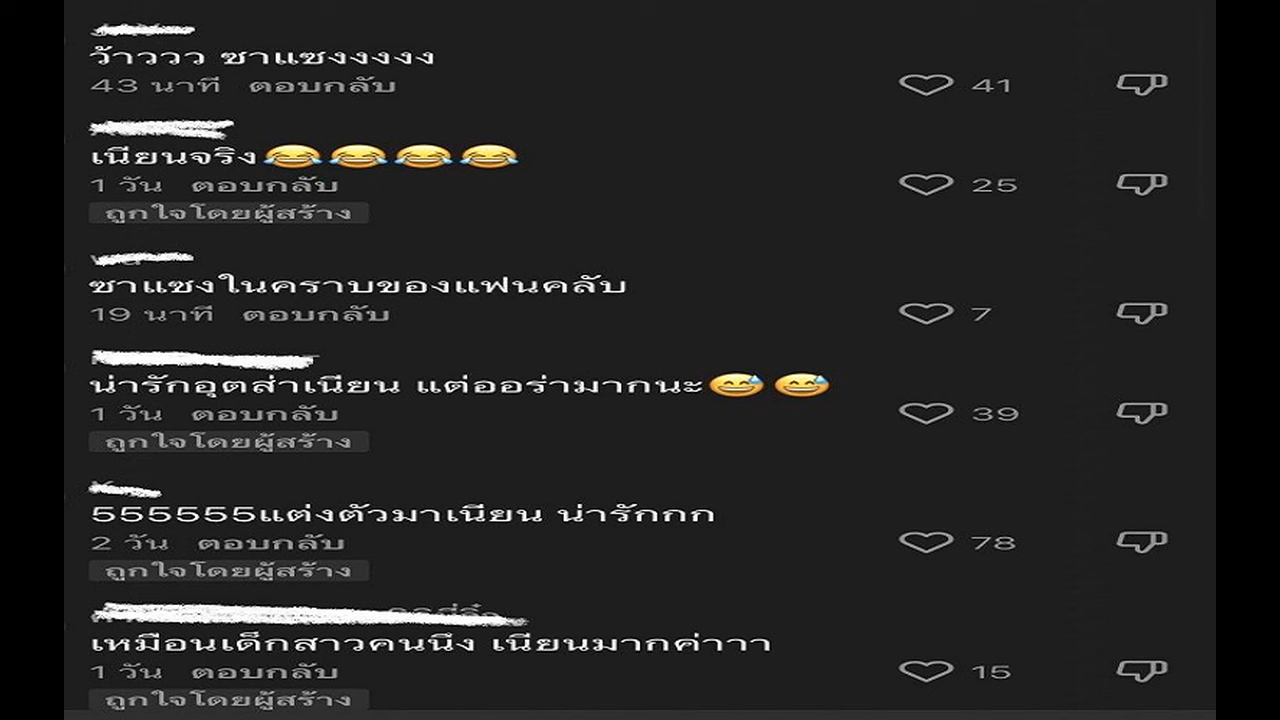 ว้าววว ซาแซงงงงง
43 นาที ตอบกลับ 41
เนียนจริง😂😂😂😂
1 วัน ตอบกลับ 25
ถูกใจโดยผู้สร้าง
ซาแซงในคราบของแฟนคลับ
19 นาที ตอบกลับ 7
น่ารักอุตส่าเนียน แต่ออร่ามากนะ😅😅
1 วัน ตอบกลับ 39
ถูกใจโดยผู้สร้าง
555555แต่งตัวมาเนียน น่ารักกก
2 วัน ตอบกลับ 78
ถูกใจโดยผู้สร้าง
เหมือนเด็กสาวคนนึง เนียนมากค่าาา
1 วัน ตอบกลับ 15
ถูกใจโดยผู้สร้าง